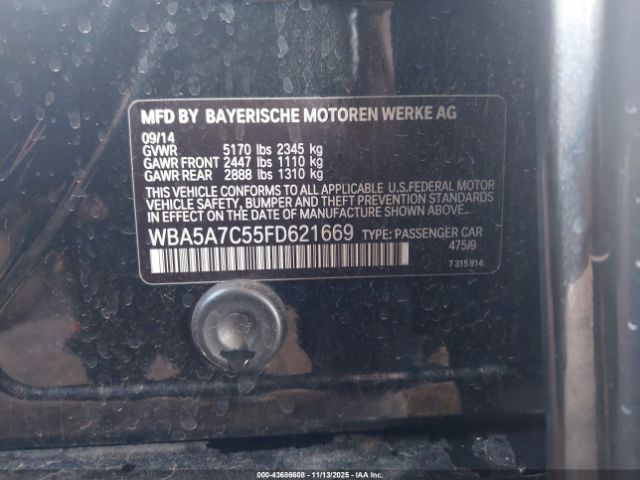 MFD BY BAYERISCHE MOTOREN WERKE AG
09/14
GVWR 5170 lbs 2345 kg
GAWR FRONT 2447 lbs 1110 kg
GAWR REAR 2888 lbs 1310 kg
THIS VEHICLE CONFORMS TO ALL APPLICABLE U.S.FEDERAL MOTOR
VEHICLE SAFETY, BUMPER, AND THEFT PREVENTION STANDARDS
IN EFFECT ON THE DATE OF MANUFACTURE SHOWN ABOVE.
WBA5A7C55FD621669 TYPE: PASSENGER CAR
475/9
7 315 814
000-43686608 - 11/13/2025 - IAA Inc.